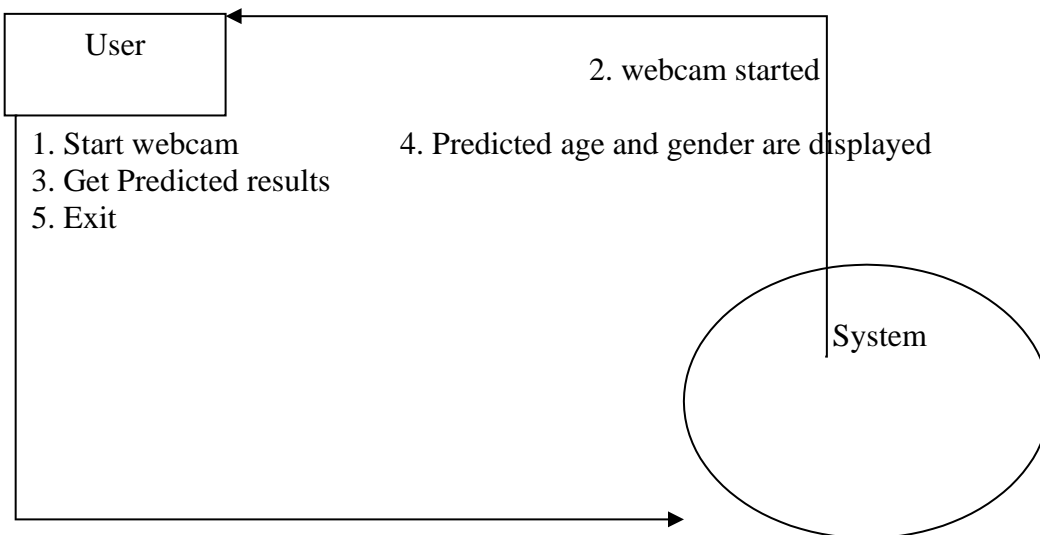 User
2. webcam started
1. Start webcam
4. Predicted age and gender are displayed
3. Get Predicted results
5. Exit
System